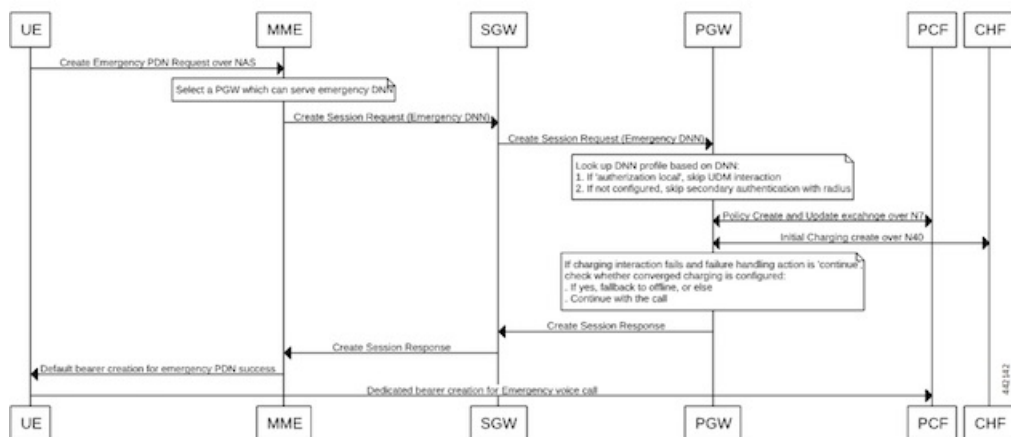 UE MME SGW PGW PCF CHF
Create Emergency PDN Request over NAS
Select a PGW which can serve emergency DNN
Create Session Request (Emergency DNN)
Create Session Request (Emergency DNN)
Look up DNN profile based on DNN:
1. If 'autherization local', skip UDM interaction
2. If not configured, skip secondary authentication with radius
Policy Create and Update excahnge over N7
Initial Charging create over N40
If charging interaction fails and failure handling action is 'continue',
check whether converged charging is configured:
. If yes, fallback to offline, or else
. Continue with the call
Create Session Response
Create Session Response
Default bearer creation for emergency PDN success
Dedicated bearer creation for Emergency voice call
442142
UE MME SGW PGW PCF CHF